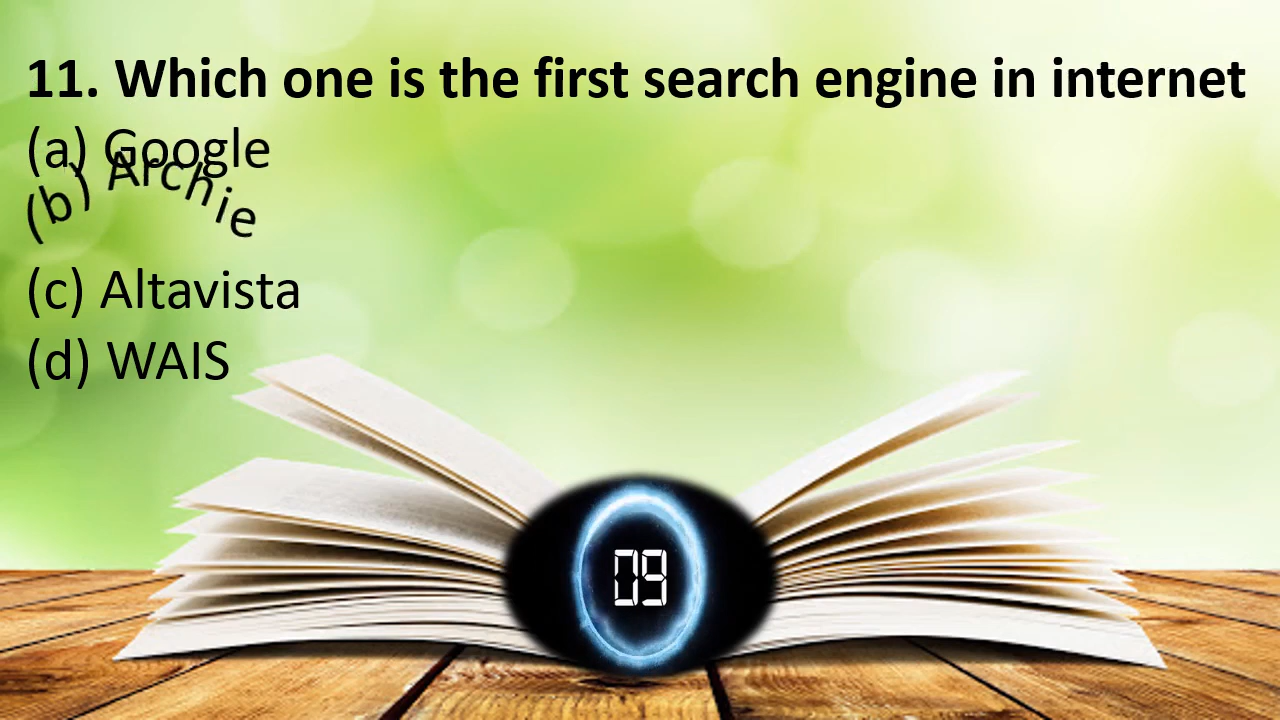 11. Which one is the first search engine in internet
(a) Google
(b) Archie
(c) Altavista
(d) WAIS
09